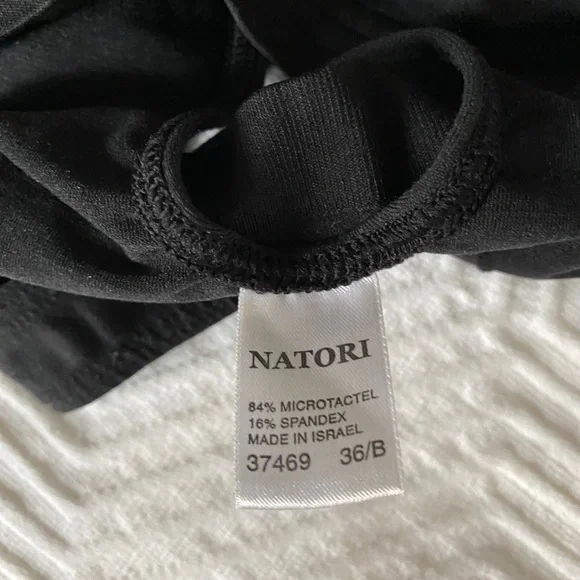 NATORI
84% MICROTACTEL
16% SPANDEX
MADE IN ISRAEL
37469 36/B